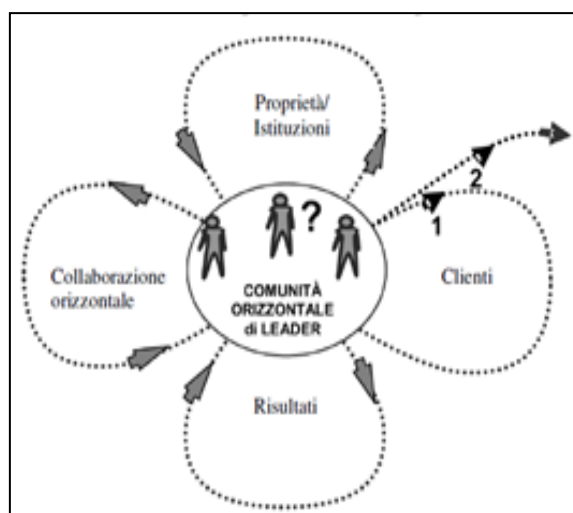 Proprietà/
Istituzioni
2
1
?
Collaborazione
orizzontale
COMUNITÀ
ORIZZONTALE
di LEADER
Clienti
Risultati